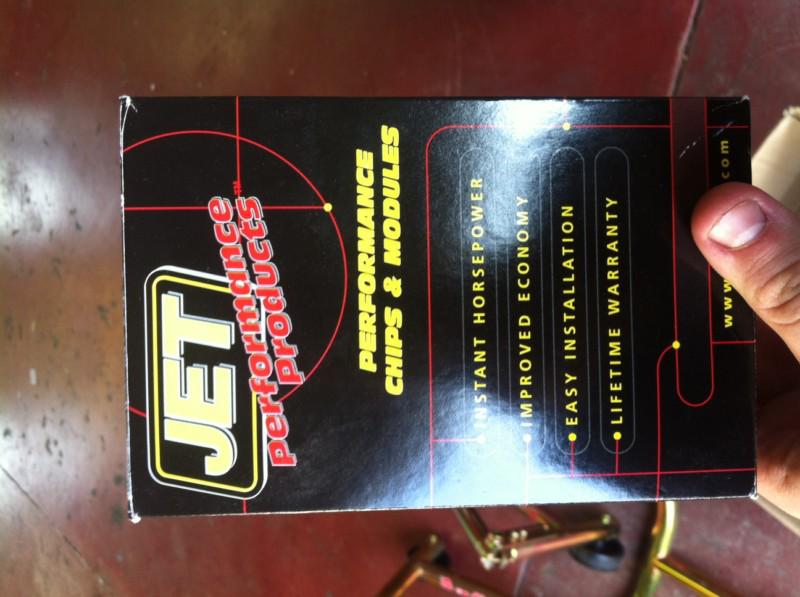 JET
performance
products™
PERFORMANCE
CHIPS & MODULES
INSTANT HORSEPOWER
IMPROVED ECONOMY
EASY INSTALLATION
LIFETIME WARRANTY